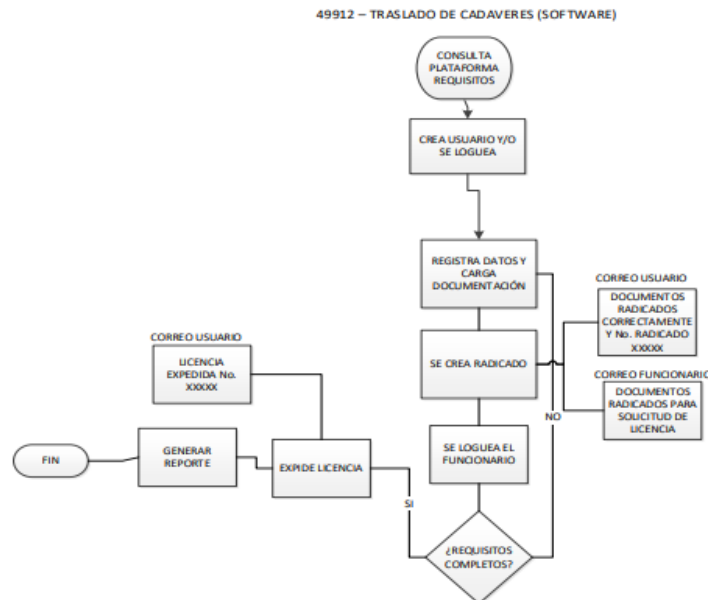 49912 – TRASLADO DE CADAVERES (SOFTWARE)
CONSULTA
PLATAFORMA
REQUISITOS
CREA USUARIO Y/O
SE LOGUEA
REGISTRA DATOS Y
CARGA
DOCUMENTACIÓN
CORREO USUARIO
DOCUMENTOS
RADICADOS
CORRECTAMENTE
Y No. RADICADO
XXXXX
SE CREA RADICADO
CORREO FUNCIONARIO
DOCUMENTOS
RADICADOS PARA
SOLICITUD DE
LICENCIA
NO
CORREO USUARIO
LICENCIA
EXPEDIDA No.
XXXXX
SE LOGUEA EL
FUNCIONARIO
FIN
GENERAR
REPORTE
EXPIDE LICENCIA
SI
¿REQUISITOS
COMPLETOS?